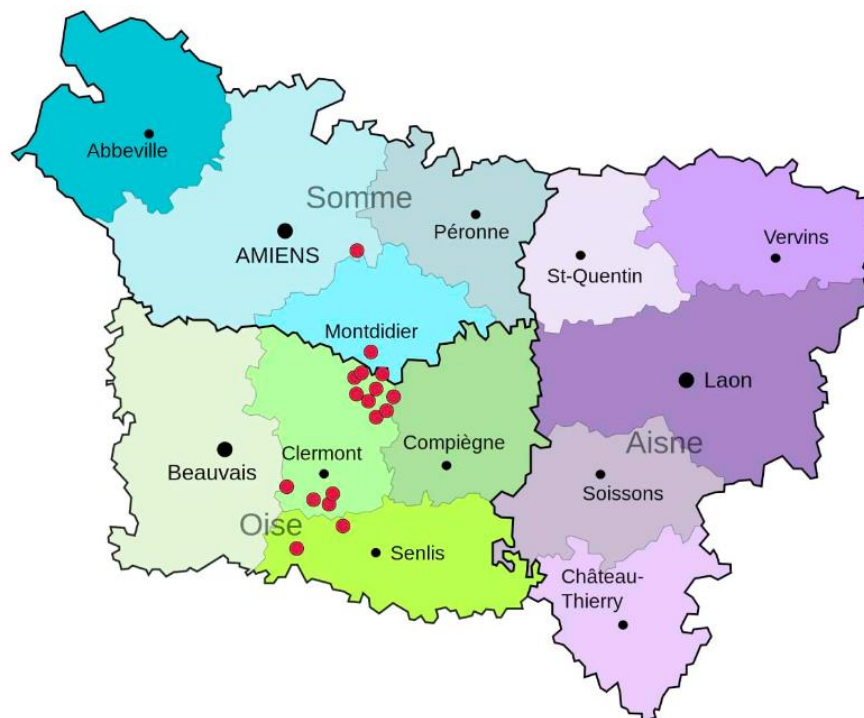 Abbeville
Somme
Péronne
AMIENS
Vervins
St-Quentin
Montdidier
Laon
Compiègne
Clermont
Aisne
Beauvais
Soissons
Oise
Senlis
Château-
Thierry